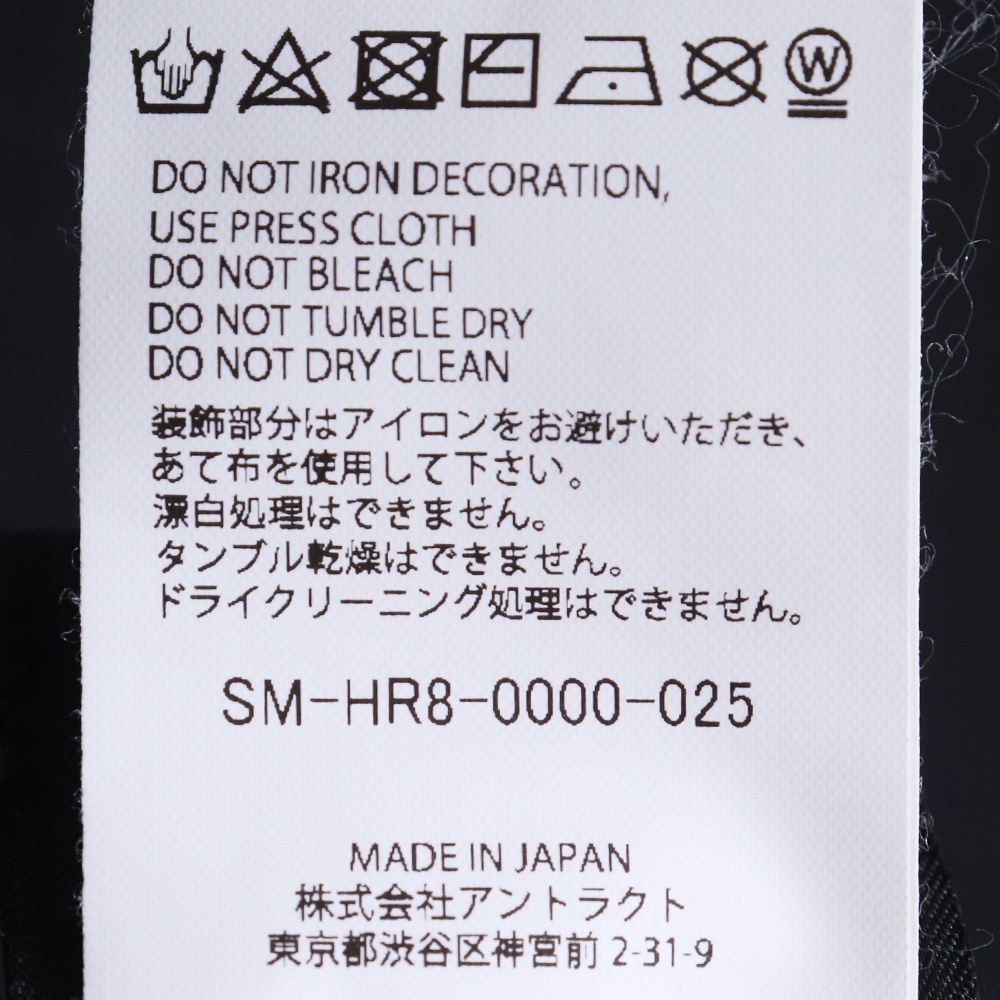 W
DO NOT IRON DECORATION,
USE PRESS CLOTH
DO NOT BLEACH
DO NOT TUMBLE DRY
DO NOT DRY CLEAN
装飾部分はアイロンをお避けいただき、
あて布を使用して下さい。
漂白処理はできません。
タンブル乾燥はできません。
ドライクリーニング処理はできません。
SM-HR8-0000-025
MADE IN JAPAN
株式会社アントラクト
東京都渋谷区神宮前 2-31-9